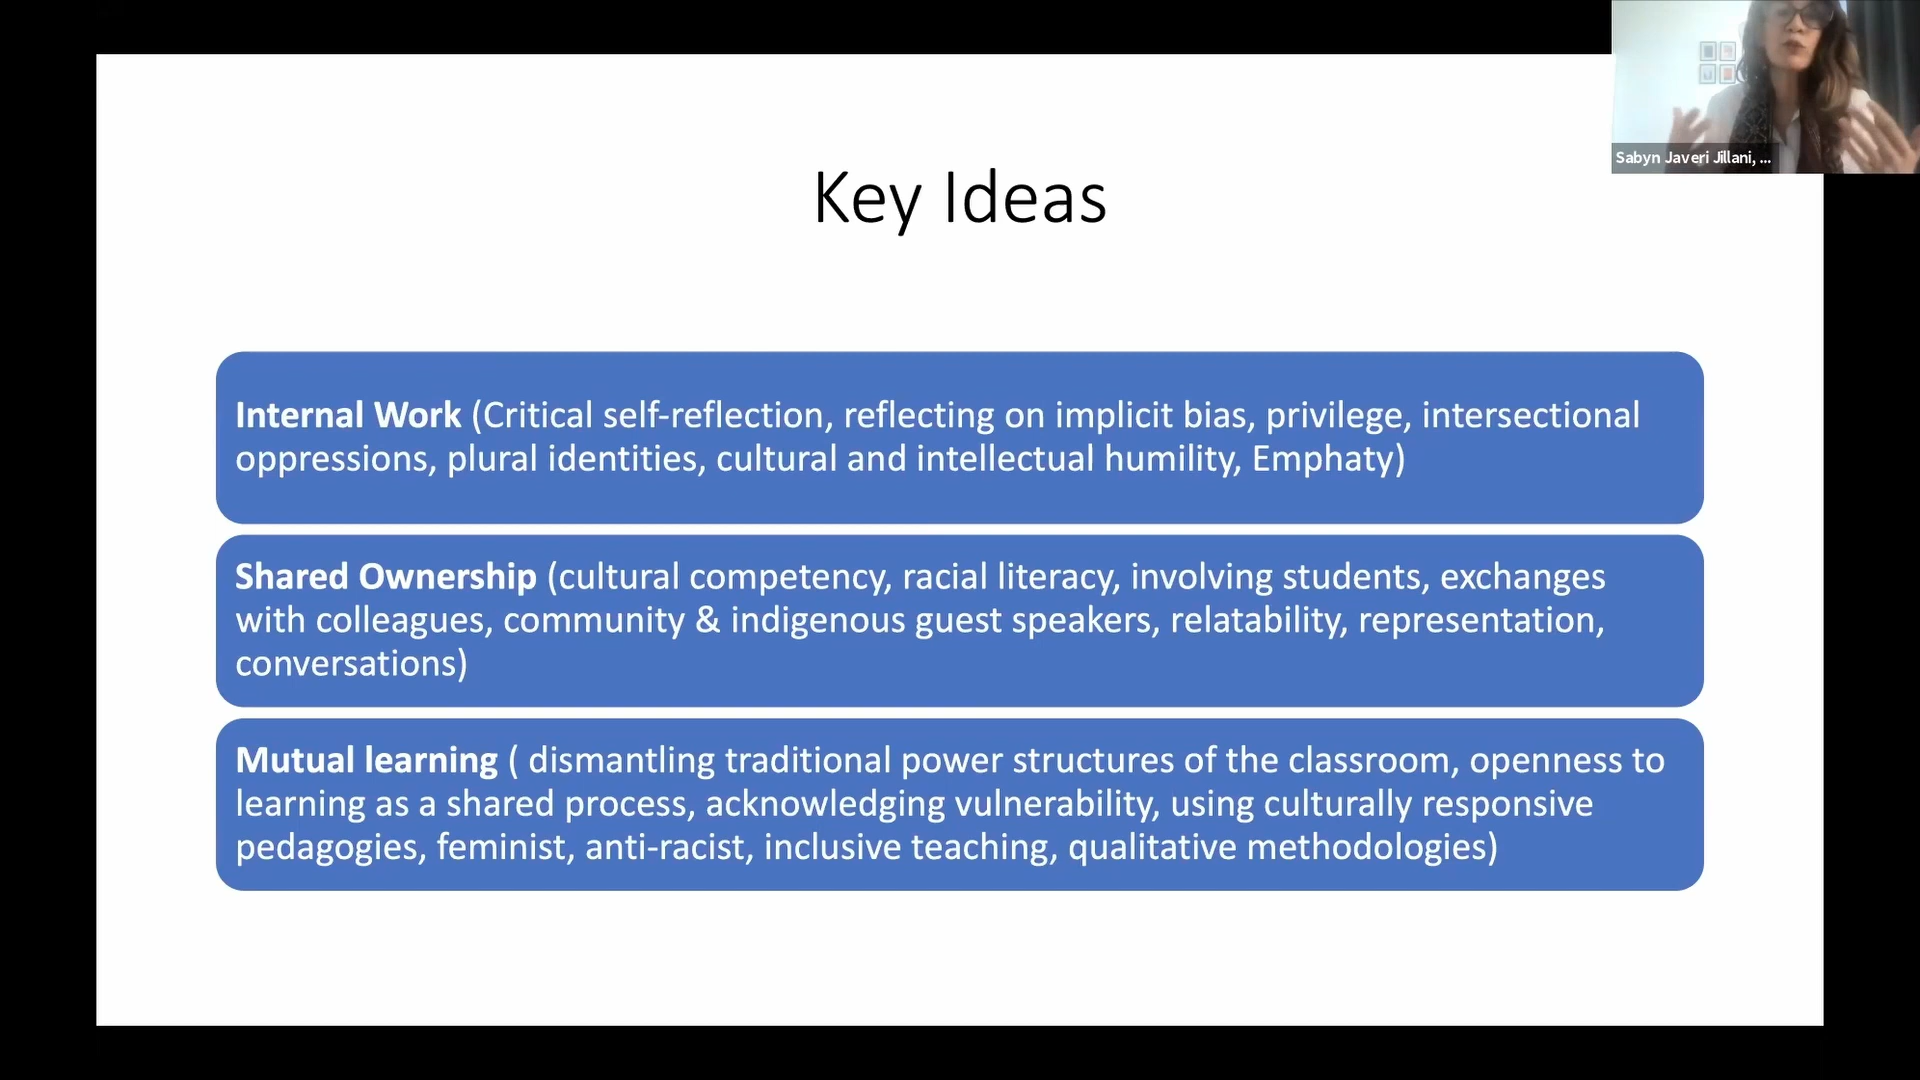 Sabyn Javeri Jillani, ...
Key Ideas
Internal Work (Critical self-reflection, reflecting on implicit bias, privilege, intersectional
oppressions, plural identities, cultural and intellectual humility, Emphaty)
Shared Ownership (cultural competency, racial literacy, involving students, exchanges
with colleagues, community & indigenous guest speakers, relatability, representation,
conversations)
Mutual learning ( dismantling traditional power structures of the classroom, openness to
learning as a shared process, acknowledging vulnerability, using culturally responsive
pedagogies, feminist, anti-racist, inclusive teaching, qualitative methodologies)